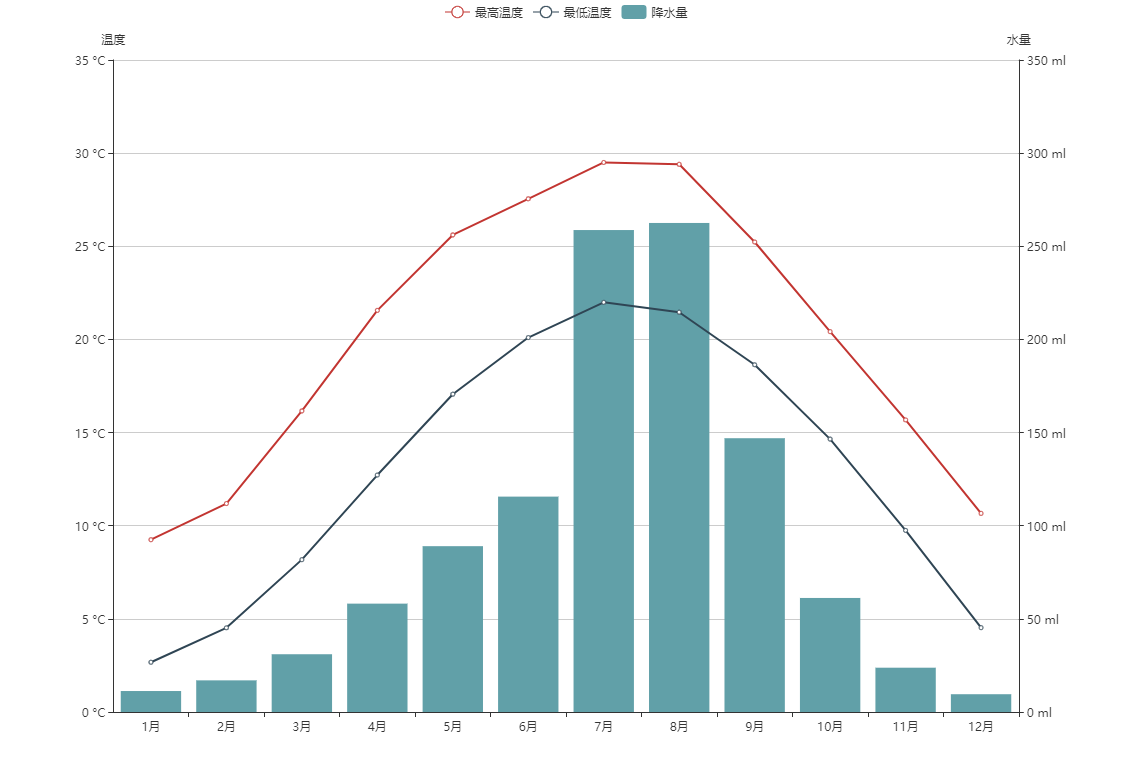 最高温度 最低温度 降水量
温度 水量
35 °C 350 ml
30 °C 300 ml
25 °C 250 ml
20 °C 200 ml
15 °C 150 ml
10 °C 100 ml
5 °C 50 ml
0 °C 0 ml
1月 2月 3月 4月 5月 6月 7月 8月 9月 10月 11月 12月